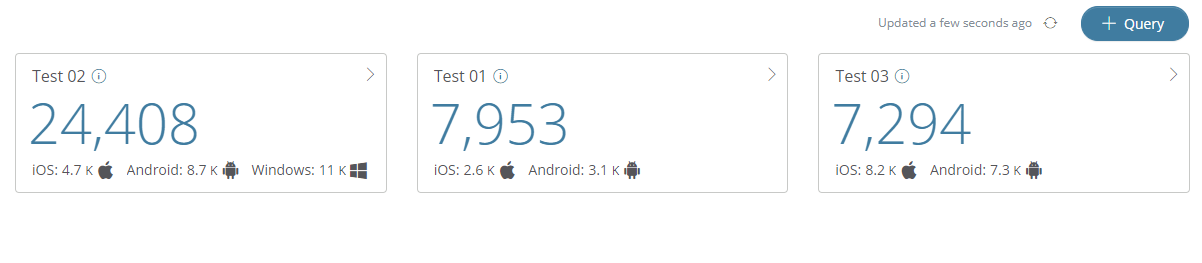 Updated a few seconds ago
+ Query
Test 02
24,408
iOS: 4.7 K Android: 8.7 K Windows: 11 K
Test 01
7,953
iOS: 2.6 K Android: 3.1 K
Test 03
7,294
iOS: 8.2 K Android: 7.3 K